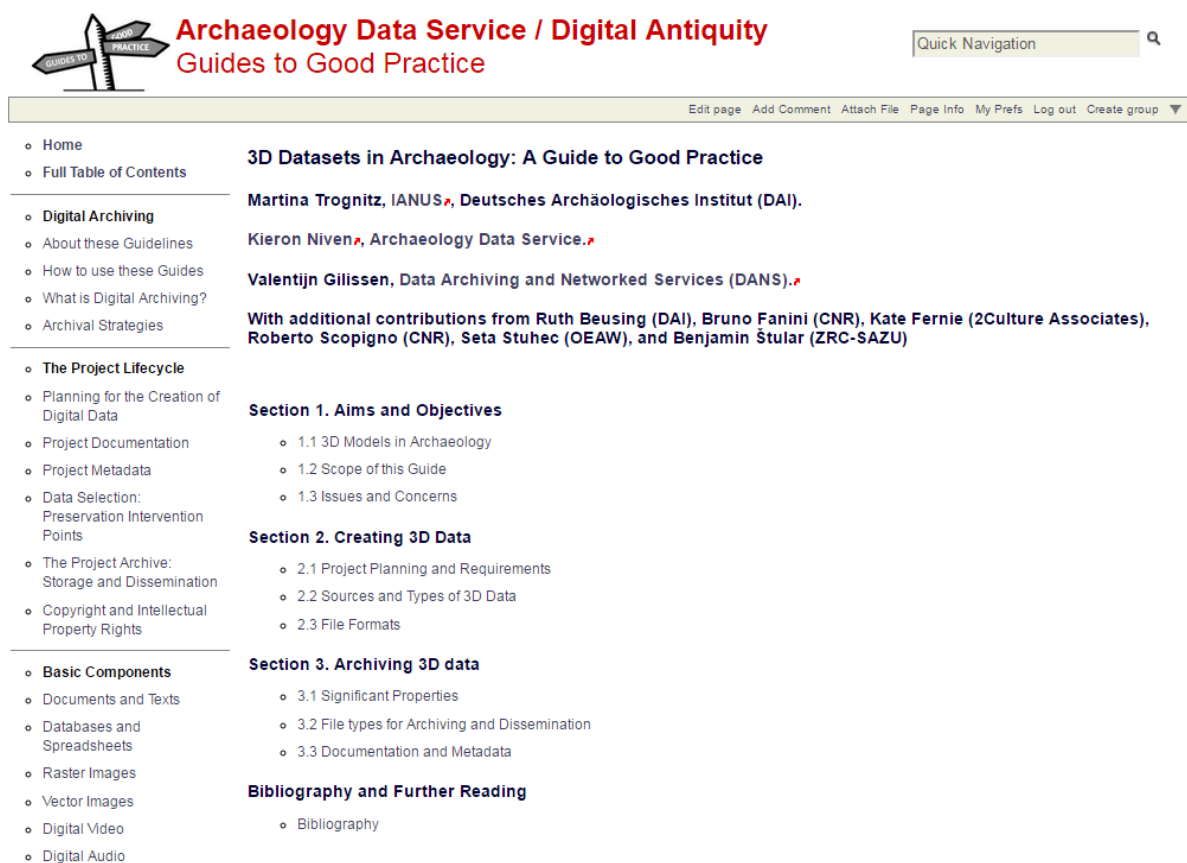 GOOD
PRACTICE
GUIDES TO
Archaeology Data Service / Digital Antiquity
Guides to Good Practice
Quick Navigation
Edit page Add Comment Attach File Page Info My Prefs Log out Create group
Home
Full Table of Contents
Digital Archiving
About these Guidelines
How to use these Guides
What is Digital Archiving?
Archival Strategies
The Project Lifecycle
Planning for the Creation of
Digital Data
Project Documentation
Project Metadata
Data Selection:
Preservation Intervention
Points
The Project Archive:
Storage and Dissemination
Copyright and Intellectual
Property Rights
Basic Components
Documents and Texts
Databases and
Spreadsheets
Raster Images
Vector Images
Digital Video
Digital Audio
3D Datasets in Archaeology: A Guide to Good Practice
Martina Trognitz, IANUS, Deutsches Archäologisches Institut (DAI).
Kieron Niven, Archaeology Data Service.
Valentijn Gilissen, Data Archiving and Networked Services (DANS).
With additional contributions from Ruth Beusing (DAI), Bruno Fanini (CNR), Kate Fernie (2Culture Associates),
Roberto Scopigno (CNR), Seta Stuhec (OEAW), and Benjamin Štular (ZRC-SAZU)
Section 1. Aims and Objectives
1.1 3D Models in Archaeology
1.2 Scope of this Guide
1.3 Issues and Concerns
Section 2. Creating 3D Data
2.1 Project Planning and Requirements
2.2 Sources and Types of 3D Data
2.3 File Formats
Section 3. Archiving 3D data
3.1 Significant Properties
3.2 File types for Archiving and Dissemination
3.3 Documentation and Metadata
Bibliography and Further Reading
Bibliography